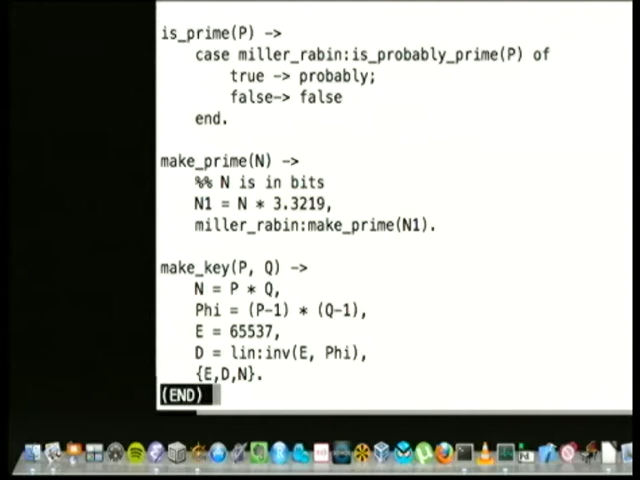 is_prime(P) ->
case miller_rabin:is_probably_prime(P) of
true -> probably;
false-> false
end.
make_prime(N) ->
%% N is in bits
N1 = N * 3.3219,
miller_rabin:make_prime(N1).
make_key(P, Q) ->
N = P * Q,
Phi = (P-1) * (Q-1),
E = 65537,
D = lin:inv(E, Phi),
{E,D,N}.
(END)